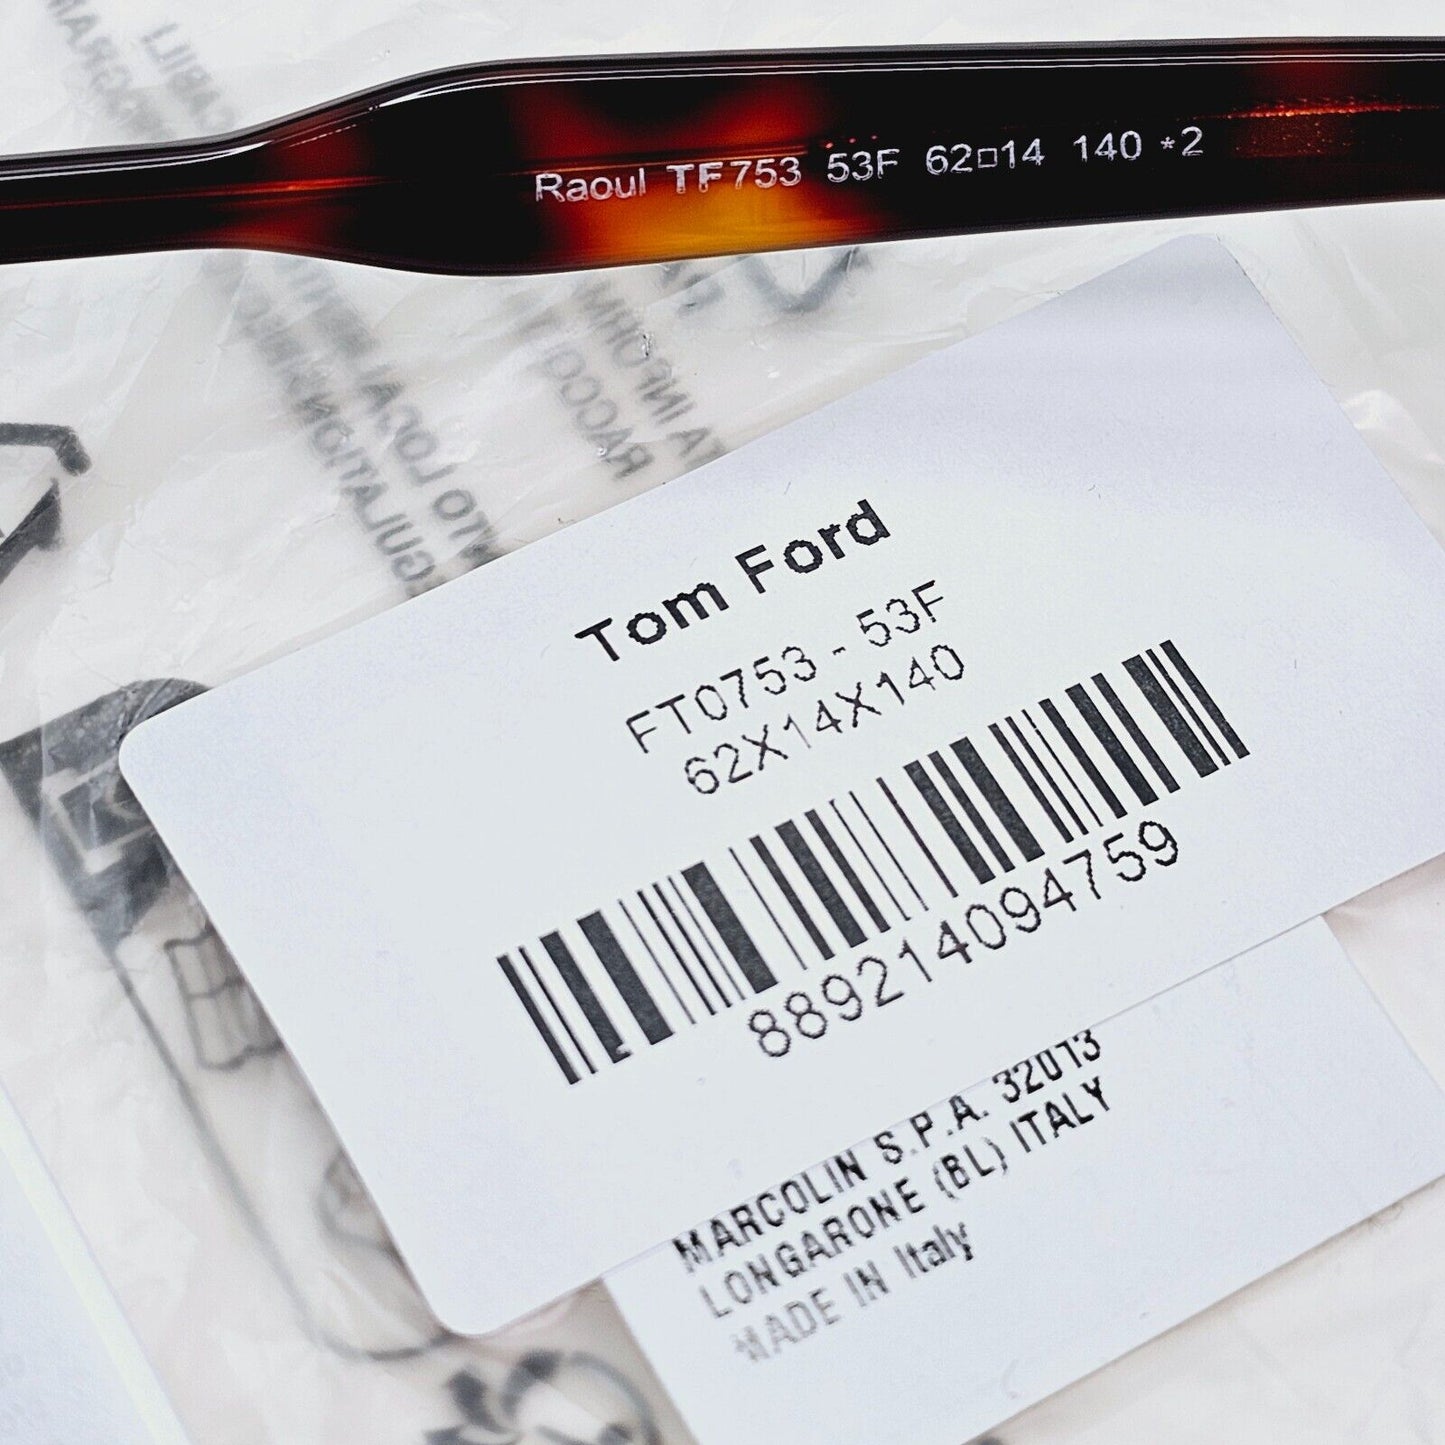 Raoul TF753 53F 62□14 140 *2
Tom Ford
FT0753 - 53F
62X14X140
889214094759
MARCOLIN S.P.A. 32013
LONGARONE (BL) ITALY
MADE IN Italy